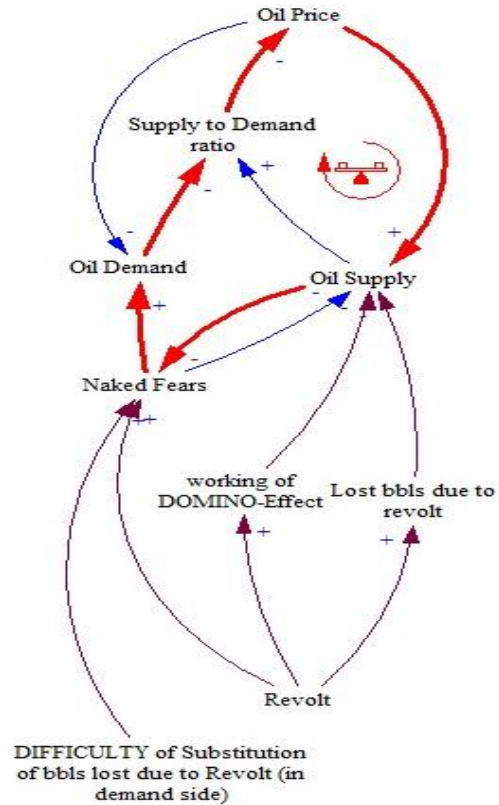 Oil Price
-
Supply to Demand
ratio
-
+
-
+
Oil Demand
Oil Supply
+
-
-
-
Naked Fears
++
working of
DOMINO-Effect
Lost bbls due to
revolt
+
+
Revolt
DIFFICULTY of Substitution
of bbls lost due to Revolt (in
demand side)